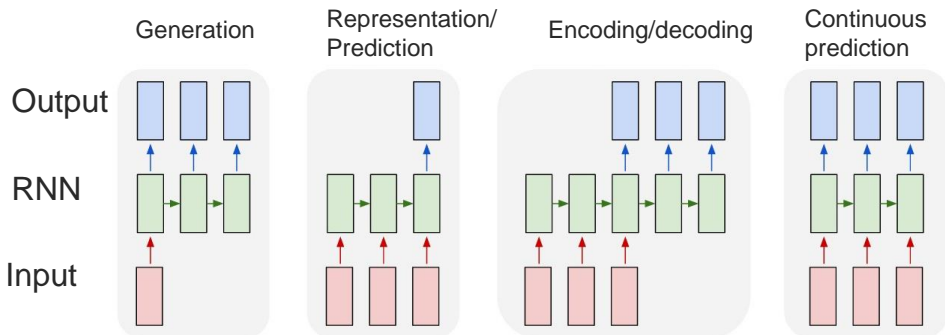 Generation
Representation/
Prediction
Encoding/decoding
Continuous
prediction
Output
RNN
Input